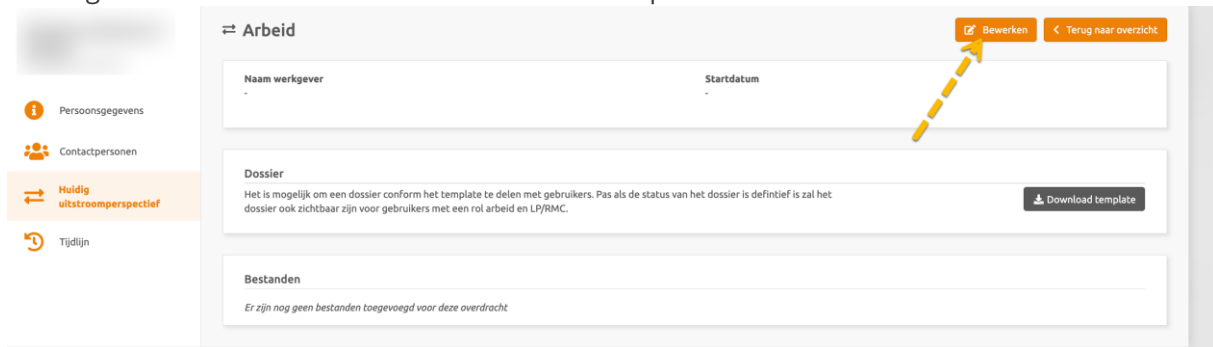 Arbeid
Bewerken
Terug naar overzicht
Naam werkgever
-
Startdatum
-
Persoonsgegevens
Contactpersonen
Huidig
uitstroomperspectief
Tijdlijn
Dossier
Het is mogelijk om een dossier conform het template te delen met gebruikers. Pas als de status van het dossier is defintief is zal het
dossier ook zichtbaar zijn voor gebruikers met een rol arbeid en LP/RMC.
Download template
Bestanden
Er zijn nog geen bestanden toegevoegd voor deze overdracht